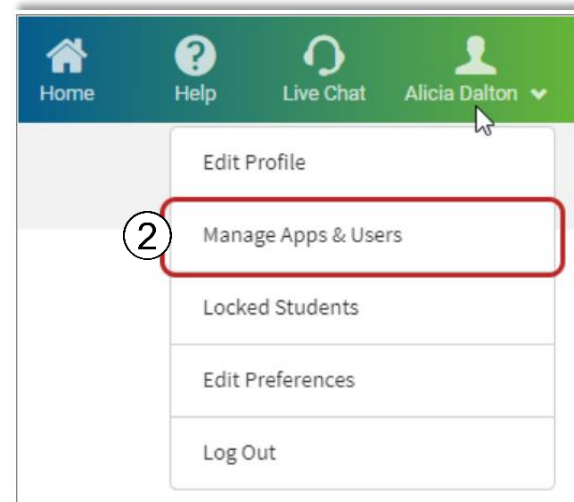 Home Help Live Chat Alicia Dalton
Edit Profile
2 Manage Apps & Users
Locked Students
Edit Preferences
Log Out